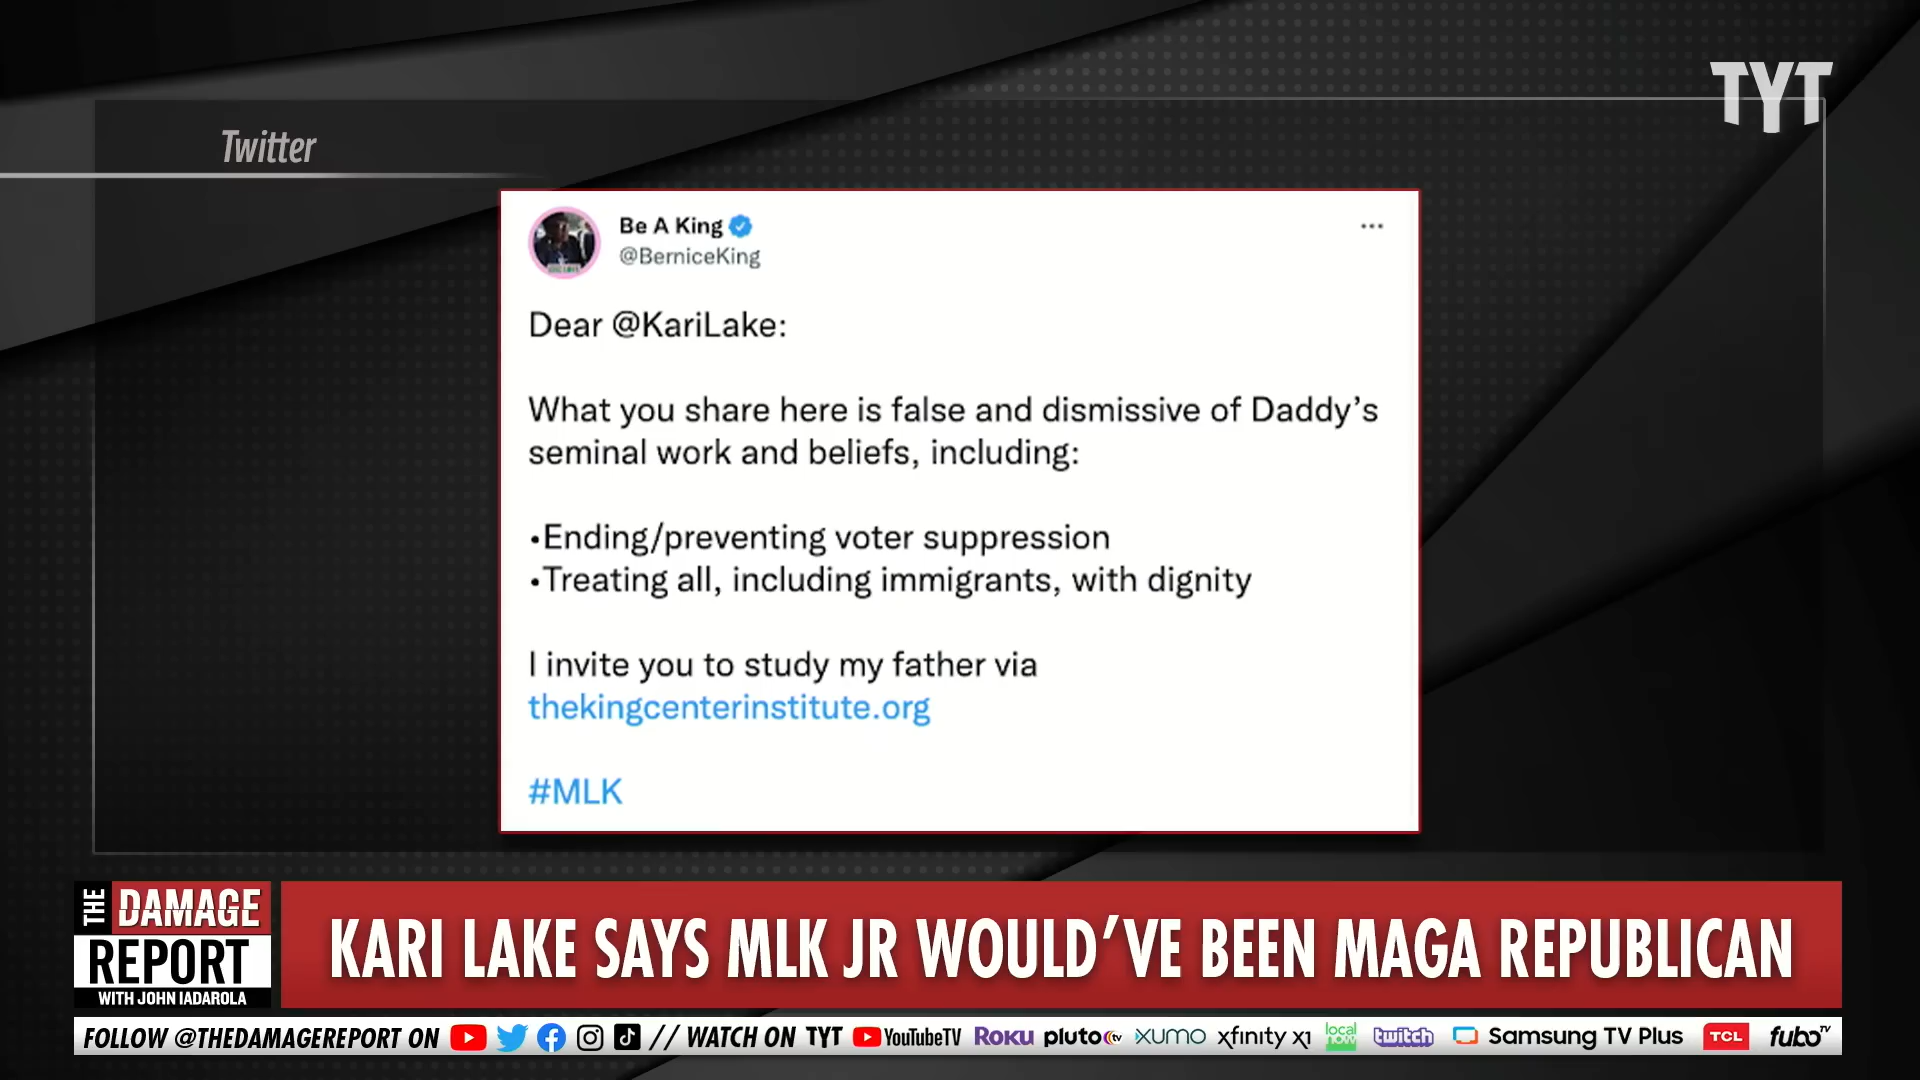 TYT
Twitter
Be A King
@BerniceKing
Dear @KariLake:
What you share here is false and dismissive of Daddy's
seminal work and beliefs, including:
•Ending/preventing voter suppression
•Treating all, including immigrants, with dignity
I invite you to study my father via
thekingcenterinstitute.org
#MLK
THE DAMAGE
REPORT
WITH JOHN IADAROLA
KARI LAKE SAYS MLK JR WOULD'VE BEEN MAGA REPUBLICAN
FOLLOW @THEDAMAGEREPORT ON // WATCH ON TYT YouTubeTV ROKU pluto tv XUMO xfinity x1 local now twitch Samsung TV Plus TCL fubo TV